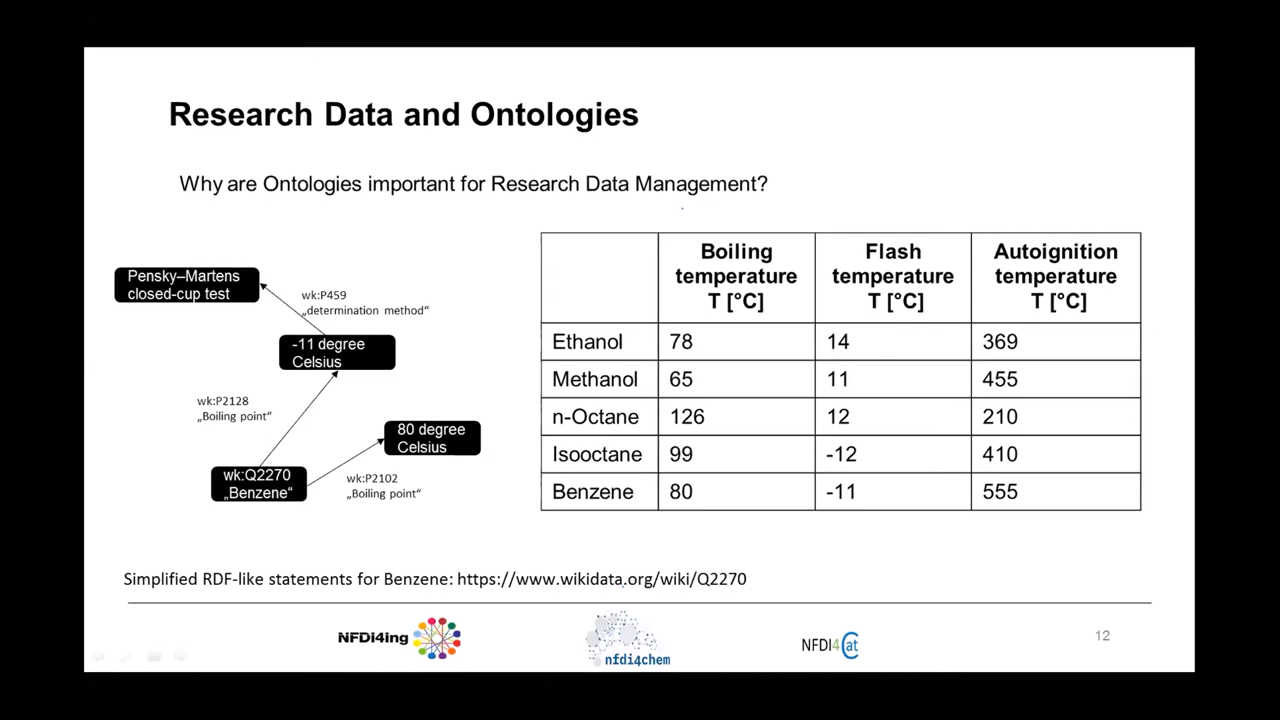 Research Data and Ontologies
Why are Ontologies important for Research Data Management?
Pensky–Martens
closed-cup test
wk:P459
„determination method“
-11 degree
Celsius
wk:P2128
„Boiling point“
80 degree
Celsius
wk:Q2270
„Benzene“
wk:P2102
„Boiling point“
Boiling temperature T [°C] Flash temperature T [°C] Autoignition temperature T [°C]
Ethanol 78 14 369
Methanol 65 11 455
n-Octane 126 12 210
Isooctane 99 -12 410
Benzene 80 -11 555
Simplified RDF-like statements for Benzene: https://www.wikidata.org/wiki/Q2270
NFDi4ing
nfdi4chem
NFDI4Cat
12